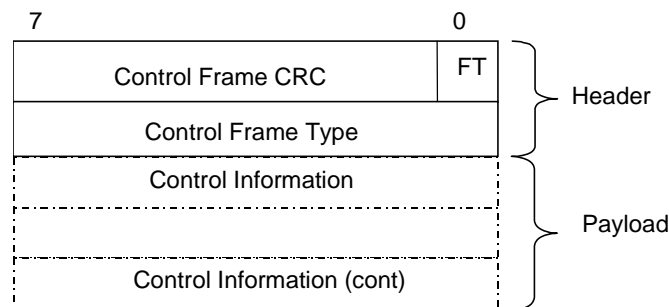 7 0
Control Frame CRC FT
Header
Control Frame Type
Control Information
Payload
Control Information (cont)